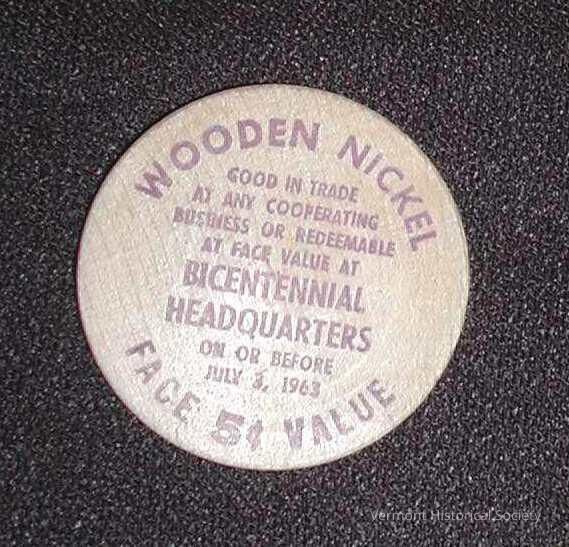 WOODEN NICKEL
GOOD IN TRADE
AT ANY COOPERATING
BUSINESS OR REDEEMABLE
AT FACE VALUE AT
BICENTENNIAL
HEADQUARTERS
ON OR BEFORE
JULY 3, 1963
FACE 5¢ VALUE
Vermont Historical Society